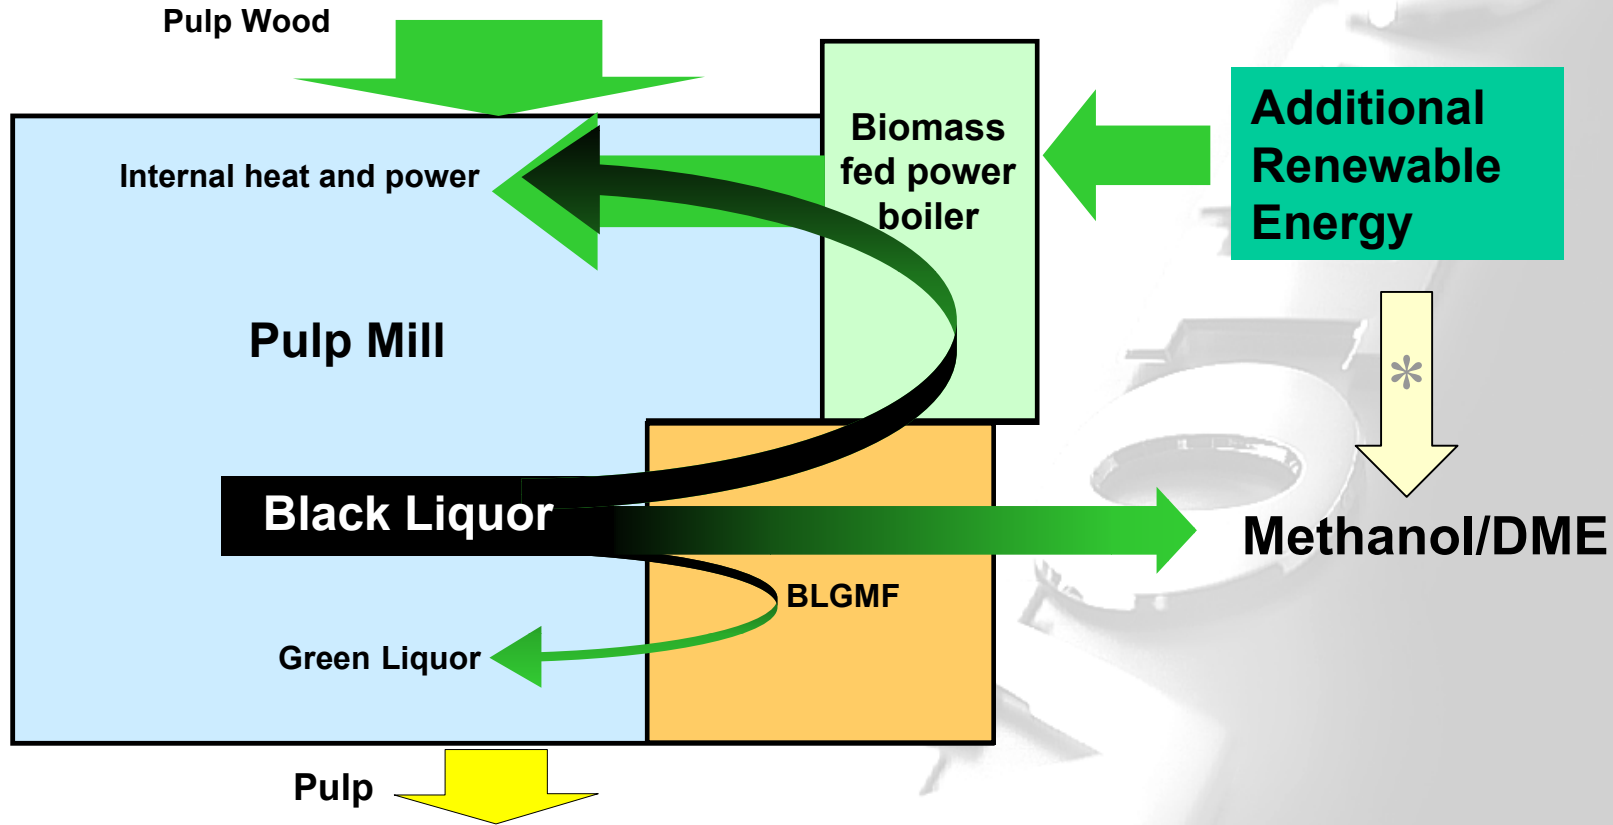 Pulp Wood
Biomass
fed power
boiler
Additional
Renewable
Energy
Internal heat and power
Pulp Mill
*
Black Liquor
Methanol/DME
BLGMF
Green Liquor
Pulp